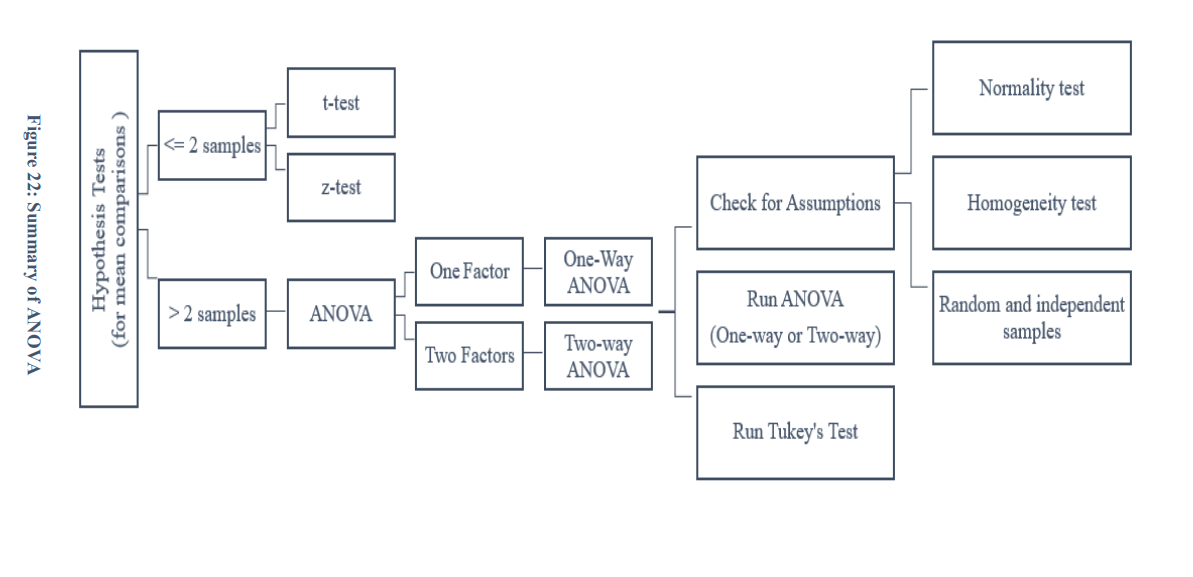 Figure 22: Summary of ANOVA
Hypothesis Tests
(for mean comparisons )
<= 2 samples
t-test
z-test
> 2 samples
ANOVA
One Factor
One-Way
ANOVA
Two Factors
Two-way
ANOVA
Check for Assumptions
Normality test
Homogeneity test
Random and independent
samples
Run ANOVA
(One-way or Two-way)
Run Tukey's Test